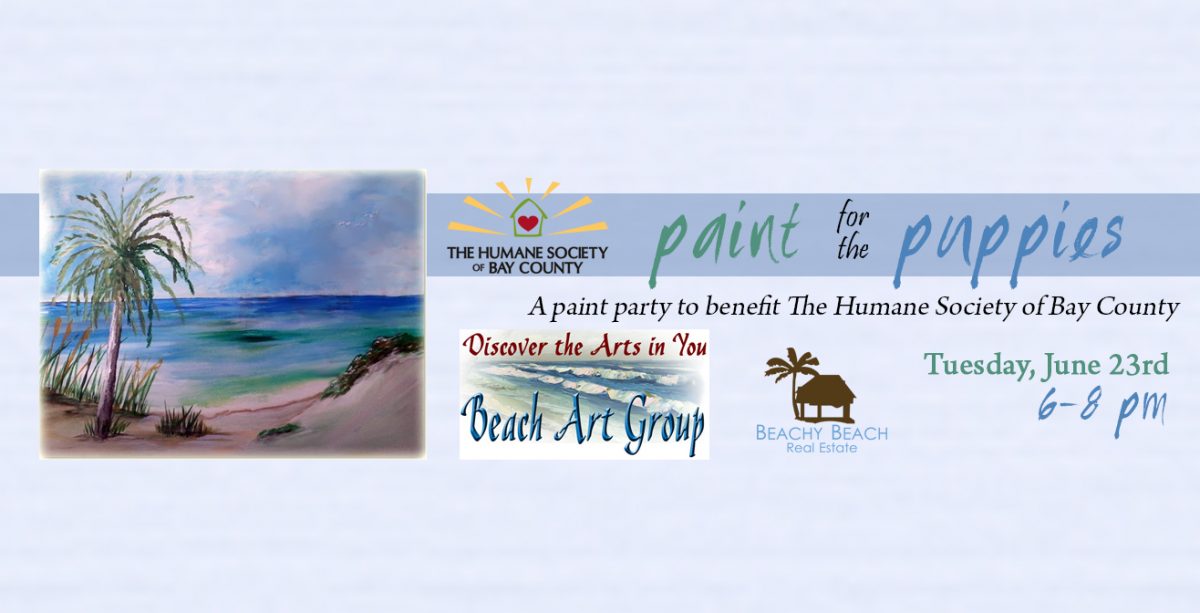 THE HUMANE SOCIETY
OF BAY COUNTY
paint for the puppies
A paint party to benefit The Humane Society of Bay County
Discover the Arts in You
Beach Art Group
BEACHY BEACH
Real Estate
Tuesday, June 23rd
6-8 pm